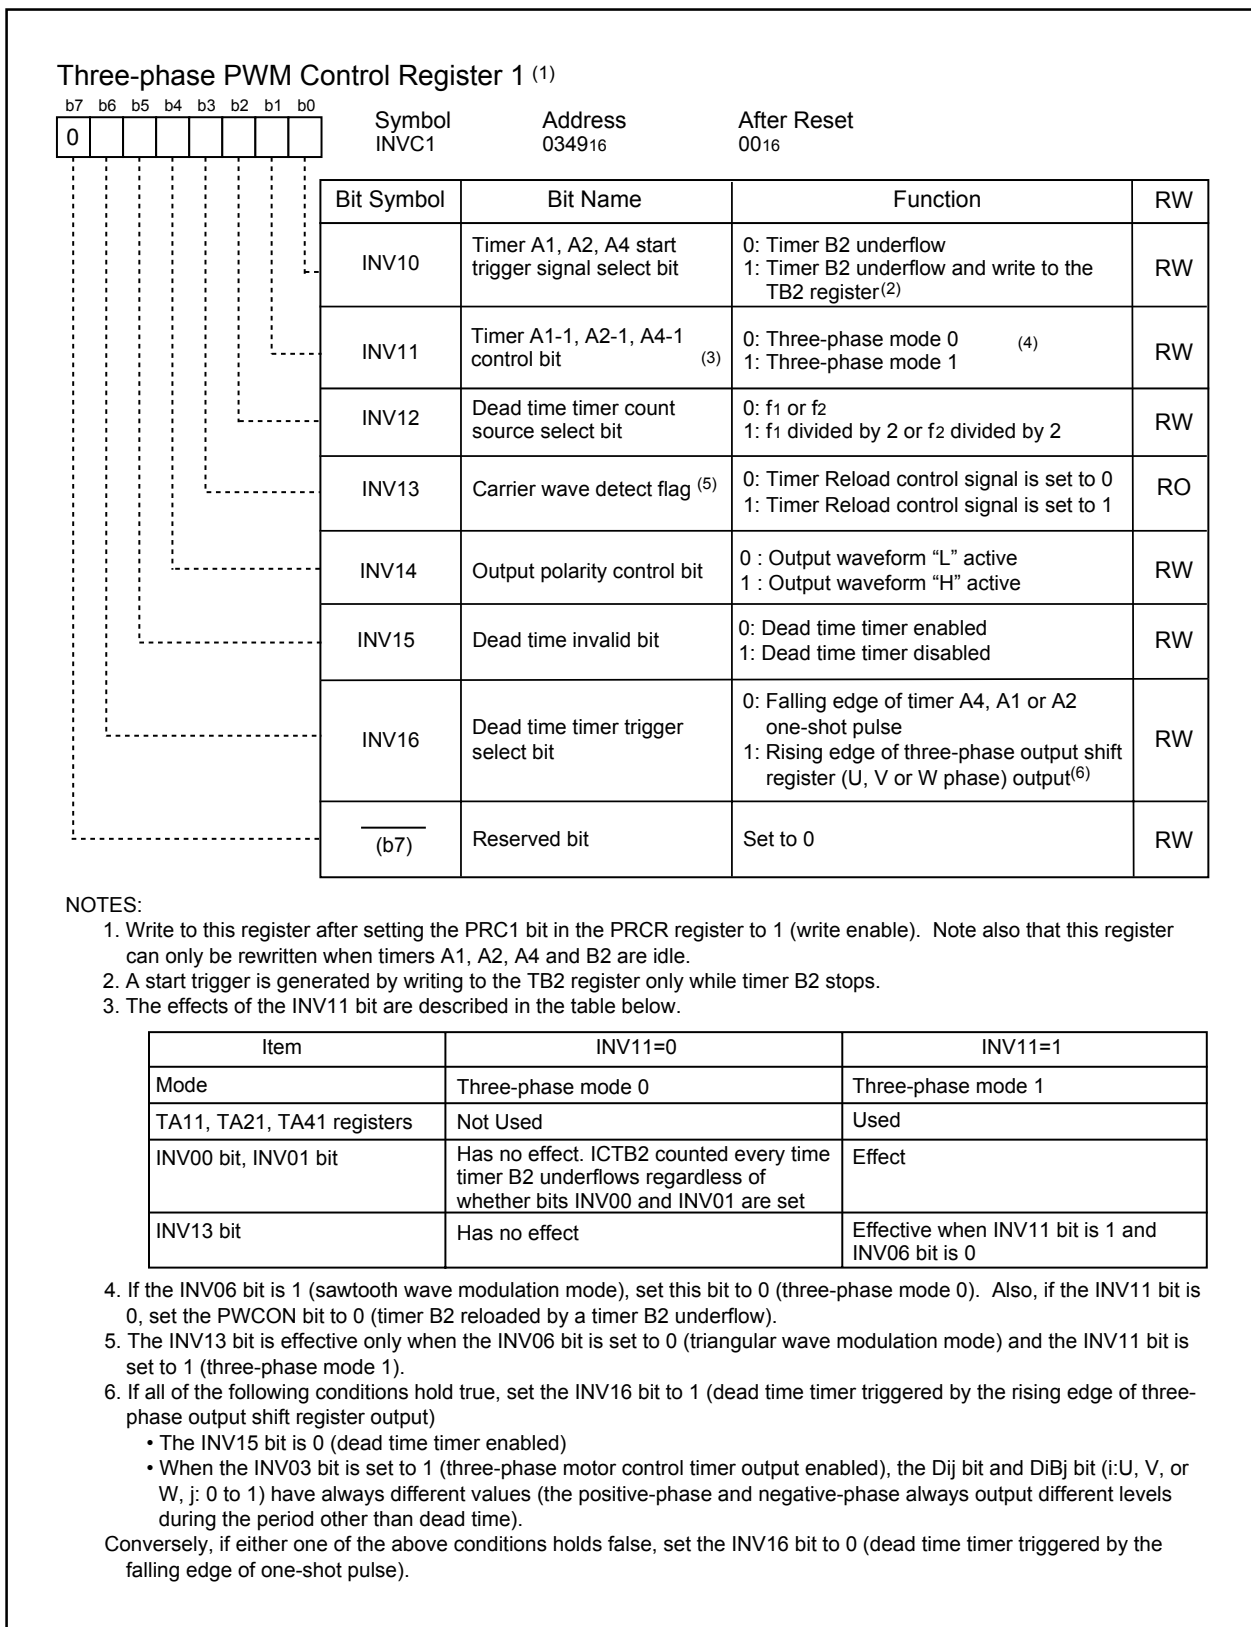 Three-phase PWM Control Register 1 (1)
b7 b6 b5 b4 b3 b2 b1 b0
0
Symbol Address After Reset
INVC1 034916 0016
Bit Symbol Bit Name Function RW
INV10 Timer A1, A2, A4 start trigger signal select bit 0: Timer B2 underflow
1: Timer B2 underflow and write to the TB2 register(2) RW
INV11 Timer A1-1, A2-1, A4-1 control bit (3) 0: Three-phase mode 0 (4)
1: Three-phase mode 1 RW
INV12 Dead time timer count source select bit 0: f1 or f2
1: f1 divided by 2 or f2 divided by 2 RW
INV13 Carrier wave detect flag (5) 0: Timer Reload control signal is set to 0
1: Timer Reload control signal is set to 1 RO
INV14 Output polarity control bit 0 : Output waveform “L” active
1 : Output waveform “H” active RW
INV15 Dead time invalid bit 0: Dead time timer enabled
1: Dead time timer disabled RW
INV16 Dead time timer trigger select bit 0: Falling edge of timer A4, A1 or A2 one-shot pulse
1: Rising edge of three-phase output shift register (U, V or W phase) output(6) RW
(b7) Reserved bit Set to 0 RW
NOTES:
1. Write to this register after setting the PRC1 bit in the PRCR register to 1 (write enable). Note also that this register
can only be rewritten when timers A1, A2, A4 and B2 are idle.
2. A start trigger is generated by writing to the TB2 register only while timer B2 stops.
3. The effects of the INV11 bit are described in the table below.
Item INV11=0 INV11=1
Mode Three-phase mode 0 Three-phase mode 1
TA11, TA21, TA41 registers Not Used Used
INV00 bit, INV01 bit Has no effect. ICTB2 counted every time timer B2 underflows regardless of whether bits INV00 and INV01 are set Effect
INV13 bit Has no effect Effective when INV11 bit is 1 and INV06 bit is 0
4. If the INV06 bit is 1 (sawtooth wave modulation mode), set this bit to 0 (three-phase mode 0). Also, if the INV11 bit is
0, set the PWCON bit to 0 (timer B2 reloaded by a timer B2 underflow).
5. The INV13 bit is effective only when the INV06 bit is set to 0 (triangular wave modulation mode) and the INV11 bit is
set to 1 (three-phase mode 1).
6. If all of the following conditions hold true, set the INV16 bit to 1 (dead time timer triggered by the rising edge of three-
phase output shift register output)
• The INV15 bit is 0 (dead time timer enabled)
• When the INV03 bit is set to 1 (three-phase motor control timer output enabled), the Dij bit and DiBj bit (i:U, V, or
W, j: 0 to 1) have always different values (the positive-phase and negative-phase always output different levels
during the period other than dead time).
Conversely, if either one of the above conditions holds false, set the INV16 bit to 0 (dead time timer triggered by the
falling edge of one-shot pulse).